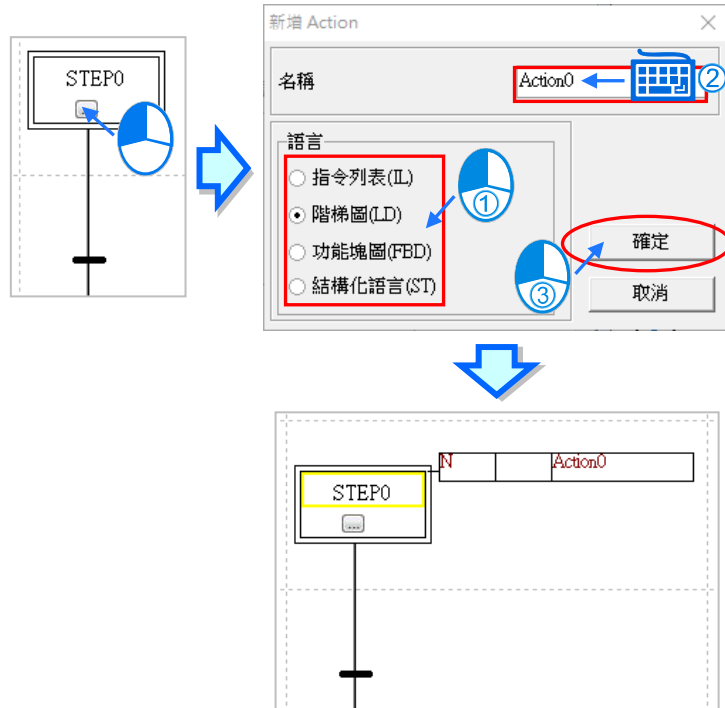 STEP0
...
新增 Action
名稱
Action0
②
語言
指令列表(IL)
階梯圖(LD)
功能塊圖(FBD)
結構化語言(ST)
①
③
確定
取消
N
Action0
STEP0
...